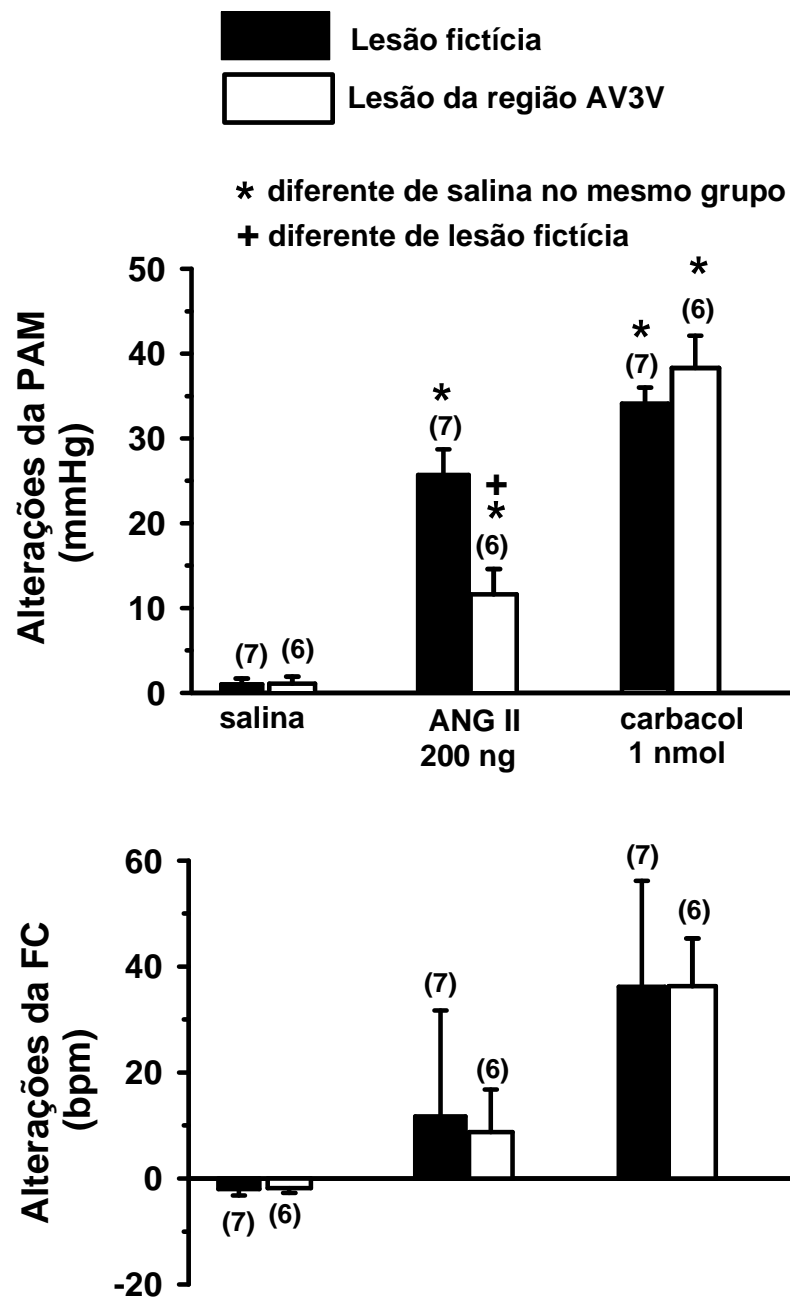 Lesão fictícia
Lesão da região AV3V
* diferente de salina no mesmo grupo
+ diferente de lesão fictícia
Alterações da PAM
(mmHg)
50
40
30
20
10
0
(7)
(6)
*
(7)
+
*
(6)
*
(7)
*
(6)
salina
ANG II
200 ng
carbacol
1 nmol
Alterações da FC
(bpm)
60
40
20
0
-20
(7)
(6)
(7)
(6)
(7)
(6)